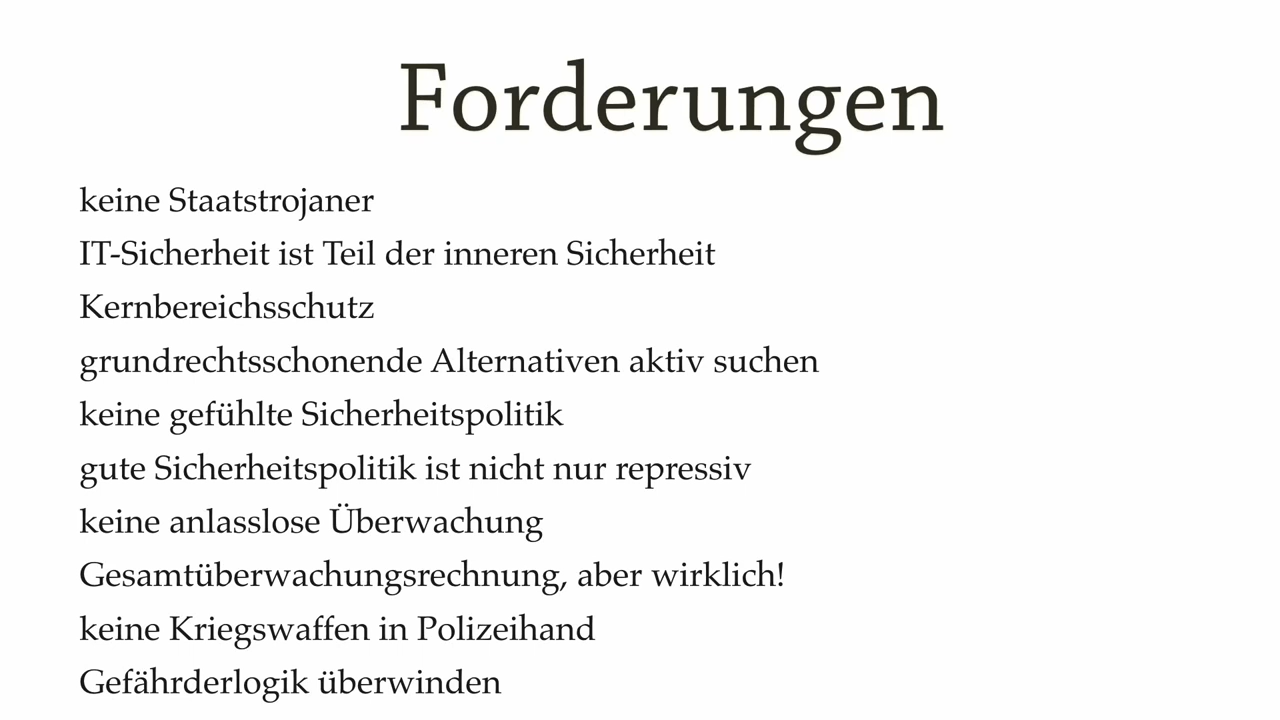 Forderungen
keine Staatstrojaner
IT-Sicherheit ist Teil der inneren Sicherheit
Kernbereichsschutz
grundrechtsschonende Alternativen aktiv suchen
keine gefühlte Sicherheitspolitik
gute Sicherheitspolitik ist nicht nur repressiv
keine anlasslose Überwachung
Gesamtüberwachungsrechnung, aber wirklich!
keine Kriegswaffen in Polizeihand
Gefährderlogik überwinden